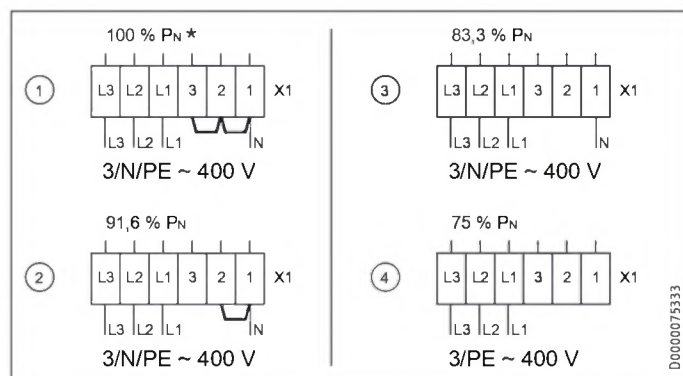 100 % PN *
1
L3 L2 L1 3 2 1 X1
L3 L2 L1 N
3/N/PE ~ 400 V
91,6 % PN
2
L3 L2 L1 3 2 1 X1
L3 L2 L1 N
3/N/PE ~ 400 V
83,3 % PN
3
L3 L2 L1 3 2 1 X1
L3 L2 L1 N
3/N/PE ~ 400 V
75 % PN
4
L3 L2 L1 3 2 1 X1
L3 L2 L1
3/PE ~ 400 V
D0000075333